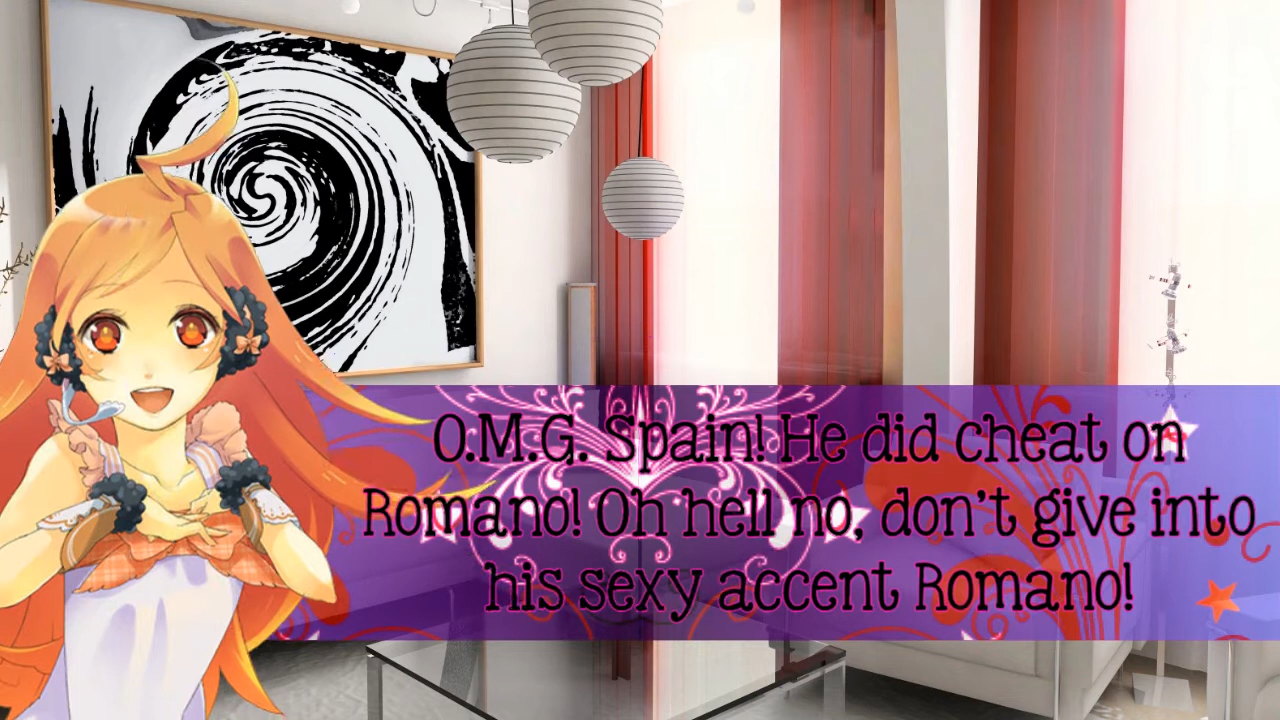 O.M.G. Spain! He did cheat on
Romano! Oh hell no, don't give into
his sexy accent Romano!